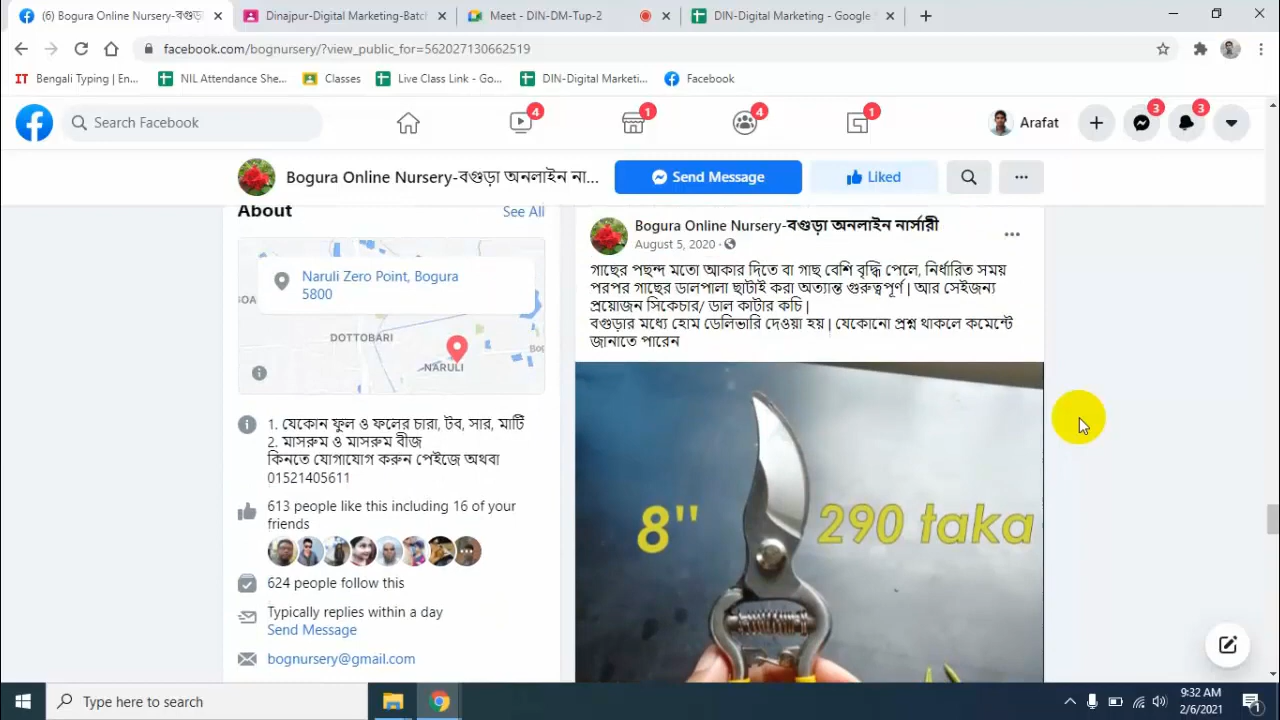 (6) Bogura Online Nursery-বগুড়া
Dinajpur-Digital Marketing-Batch
Meet - DIN-DM-Tup-2
DIN-Digital Marketing - Google
facebook.com/bognursery/?view_public_for=562027130662519
IT Bengali Typing | En...
NIL Attendance She...
Classes
Live Class Link - Go...
DIN-Digital Marketi...
Facebook
Search Facebook
4
1
4
1
Arafat
3
3
Bogura Online Nursery-বগুড়া অনলাইন না...
Send Message
Liked
About
See All
Naruli Zero Point, Bogura
5800
BOA
DOTTOBARI
NARULI
Bog
1. যেকোন ফুল ও ফলের চারা, টব, সার, মাটি
2. মাসরুম ও মাসরুম বীজ
কিনতে যোগাযোগ করুন পেইজে অথবা
01521405611
613 people like this including 16 of your
friends
624 people follow this
Typically replies within a day
Send Message
bognursery@gmail.com
Bogura Online Nursery-বগুড়া অনলাইন নার্সারী
August 5, 2020
গাছের পছন্দ মতো আকার দিতে বা গাছ বেশি বৃদ্ধি পেলে, নির্ধারিত সময়
পরপর গাছের ডালপালা ছাটাই করা অত্যান্ত গুরুত্বপূর্ণ | আর সেইজন্য
প্রয়োজন সিকেচার/ ডাল কাটার কচি |
বগুড়ার মধ্যে হোম ডেলিভারি দেওয়া হয় | যেকোনো প্রশ্ন থাকলে কমেন্টে
জানাতে পারেন
8"
290 taka
Type here to search
9:32 AM
2/6/2021
1